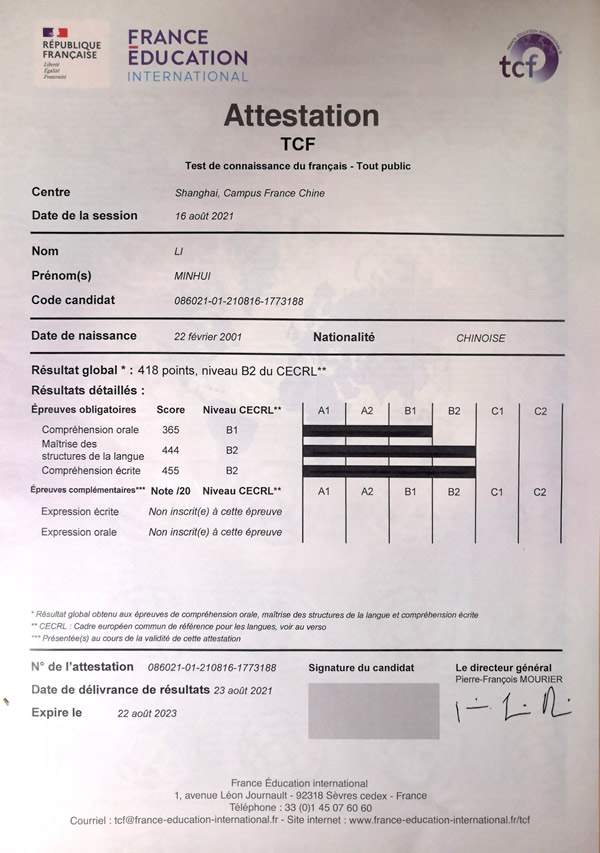 RÉPUBLIQUE
FRANÇAISE
Liberté
Égalité
Fraternité
FRANCE
ÉDUCATION
INTERNATIONAL
FRANCE ÉDUCATION INTERNATIONAL
tcf
Attestation
TCF
Test de connaissance du français - Tout public
Centre Shanghai, Campus France Chine
Date de la session 16 août 2021
Nom LI
Prénom(s) MINHUI
Code candidat 086021-01-210816-1773188
Date de naissance 22 février 2001 Nationalité CHINOISE
Résultat global * : 418 points, niveau B2 du CECRL**
Résultats détaillés :
Épreuves obligatoires Score Niveau CECRL** A1 A2 B1 B2 C1 C2
Compréhension orale 365 B1
Maîtrise des
structures de la langue 444 B2
Compréhension écrite 455 B2
Épreuves complémentaires*** Note /20 Niveau CECRL** A1 A2 B1 B2 C1 C2
Expression écrite Non inscrit(e) à cette épreuve
Expression orale Non inscrit(e) à cette épreuve
* Résultat global obtenu aux épreuves de compréhension orale, maîtrise des structures de la langue et compréhension écrite
** CECRL : Cadre européen commun de référence pour les langues, voir au verso
*** Présentée(s) au cours de la validité de cette attestation
N° de l'attestation 086021-01-210816-1773188 Signature du candidat Le directeur général
Pierre-François MOURIER
Date de délivrance de résultats 23 août 2021
Expire le 22 août 2023
France Éducation international
1, avenue Léon Journault - 92318 Sèvres cedex - France
Téléphone : 33 (0)1 45 07 60 60
Courriel : tcf@france-education-international.fr - Site internet : www.france-education-international.fr/tcf